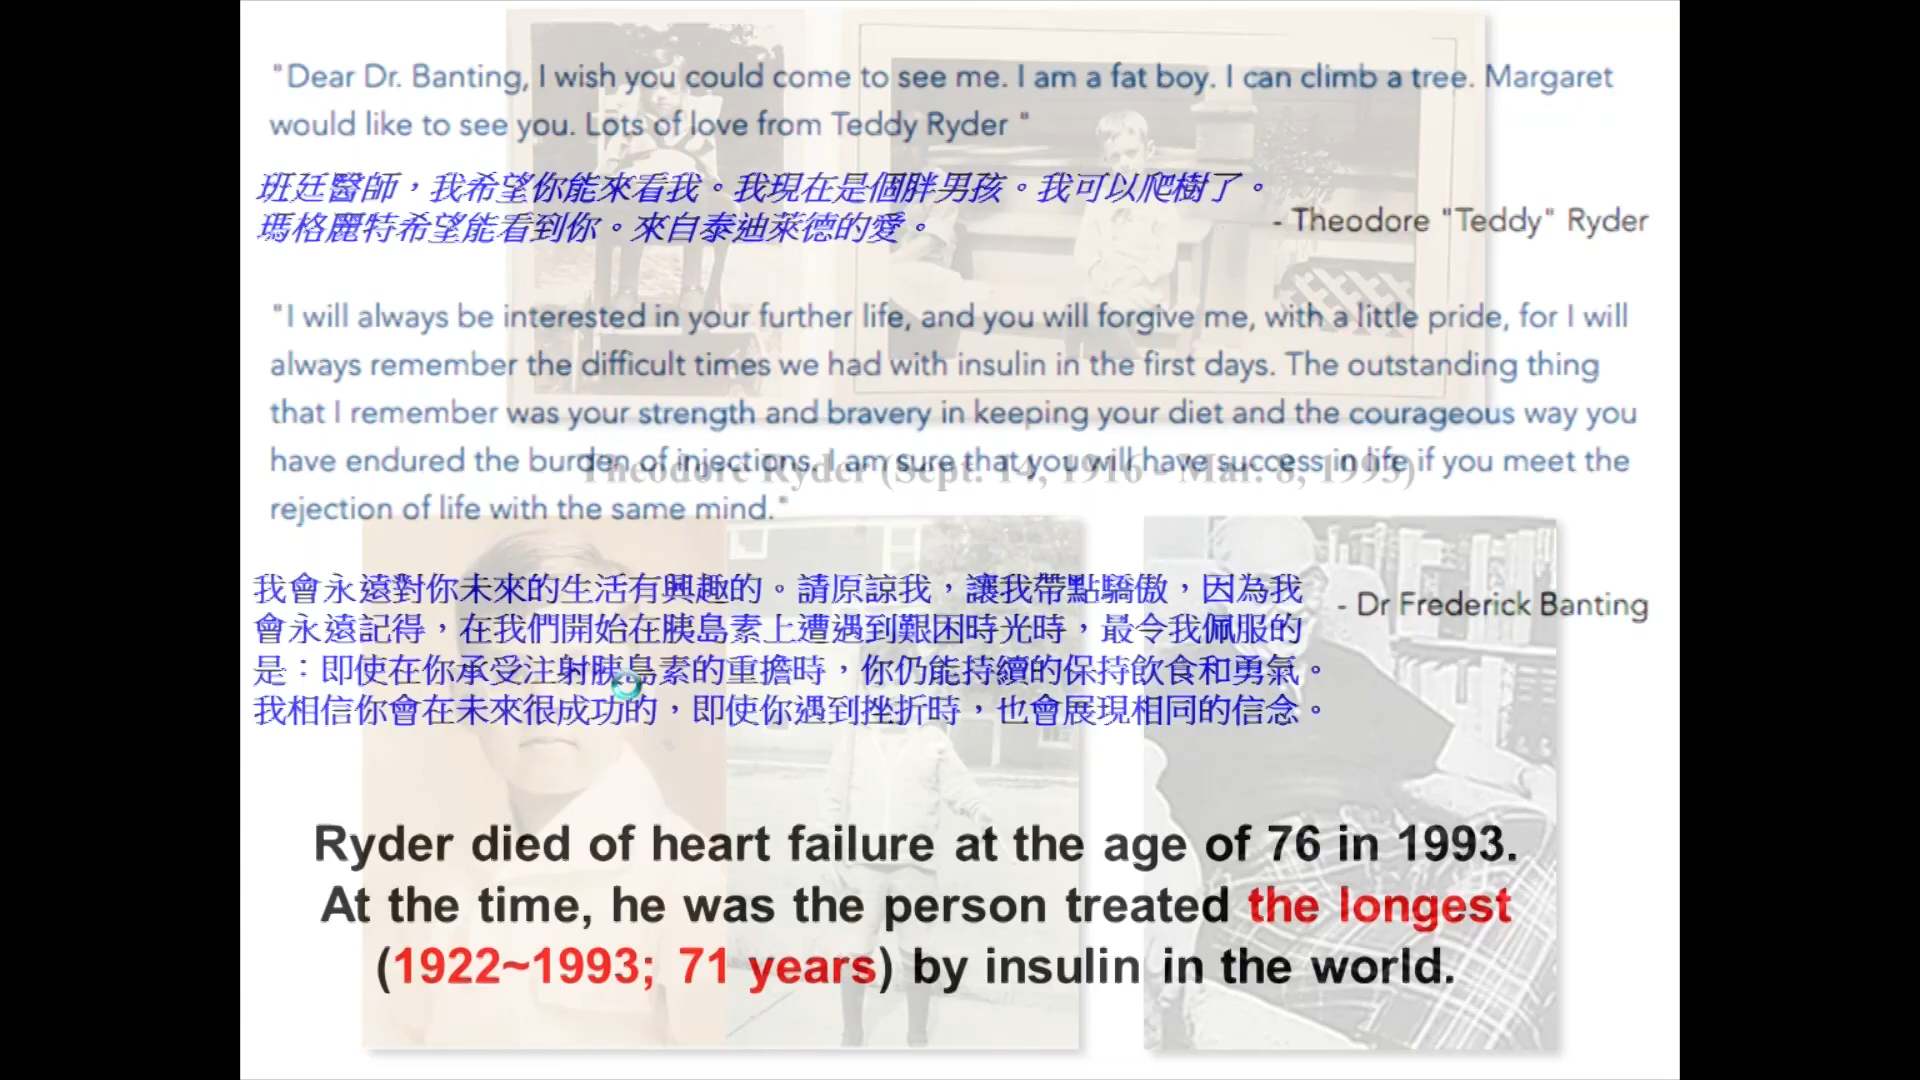 "Dear Dr. Banting, I wish you could come to see me. I am a fat boy. I can climb a tree. Margaret
would like to see you. Lots of love from Teddy Ryder "
班廷醫師，我希望你能來看我。我現在是個胖男孩。我可以爬樹了。
瑪格麗特希望能看到你。來自泰迪萊德的愛。
- Theodore "Teddy" Ryder
"I will always be interested in your further life, and you will forgive me, with a little pride, for I will
always remember the difficult times we had with insulin in the first days. The outstanding thing
that I remember was your strength and bravery in keeping your diet and the courageous way you
have endured the burden of injections. I am sure that you will have success in life if you meet the
rejection of life with the same mind."
Theodore Ryder (Sept. 14, 1916 - Mar. 8, 1993)
我會永遠對你未來的生活有興趣的。請原諒我，讓我帶點驕傲，因為我
會永遠記得，在我們開始在胰島素上遭遇到艱困時光時，最令我佩服的
是：即使在你承受注射胰島素的重擔時，你仍能持續的保持飲食和勇氣。
我相信你會在未來很成功的，即使你遇到挫折時，也會展現相同的信念。
- Dr Frederick Banting
Ryder died of heart failure at the age of 76 in 1993.
At the time, he was the person treated the longest
(1922~1993; 71 years) by insulin in the world.